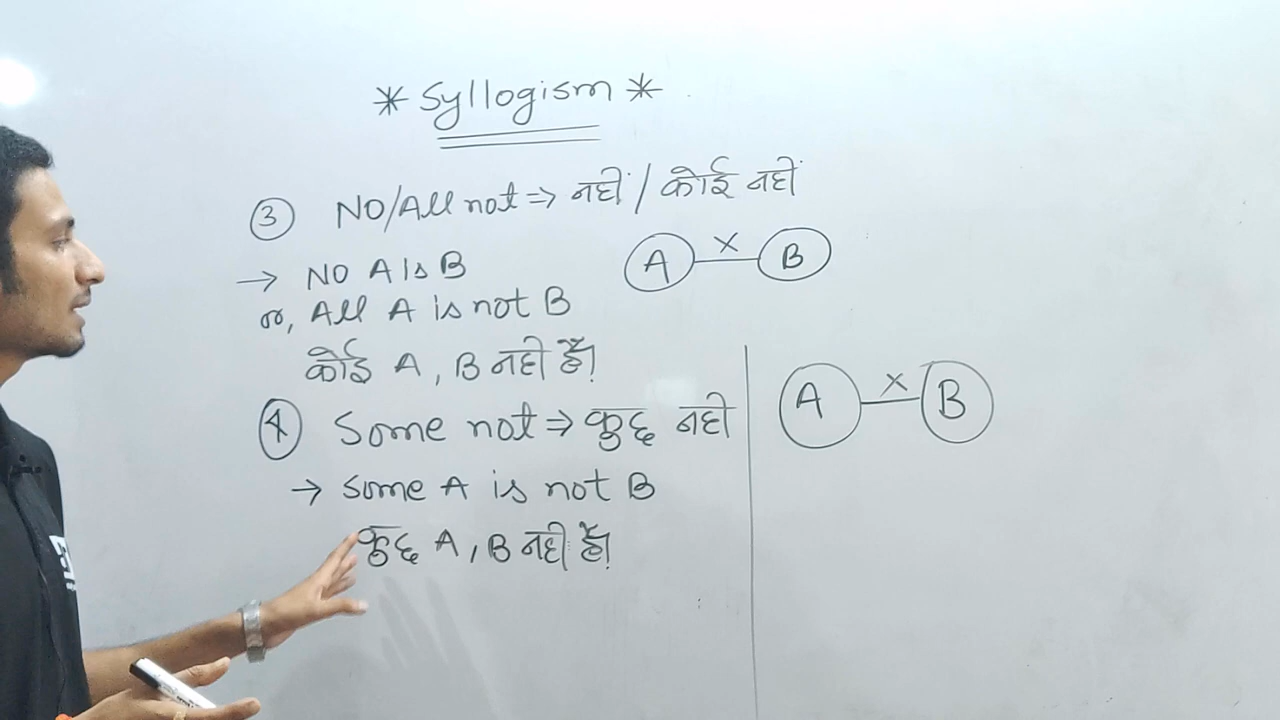 * Syllogism *
③ NO/All not ⇒ नहीं / कोई नहीं
→ NO A is B
or, All A is not B
कोई A, B नही हैं।
A × B
④ Some not ⇒ कुछ नही
→ Some A is not B
कुछ A, B नही हैं।
A × B